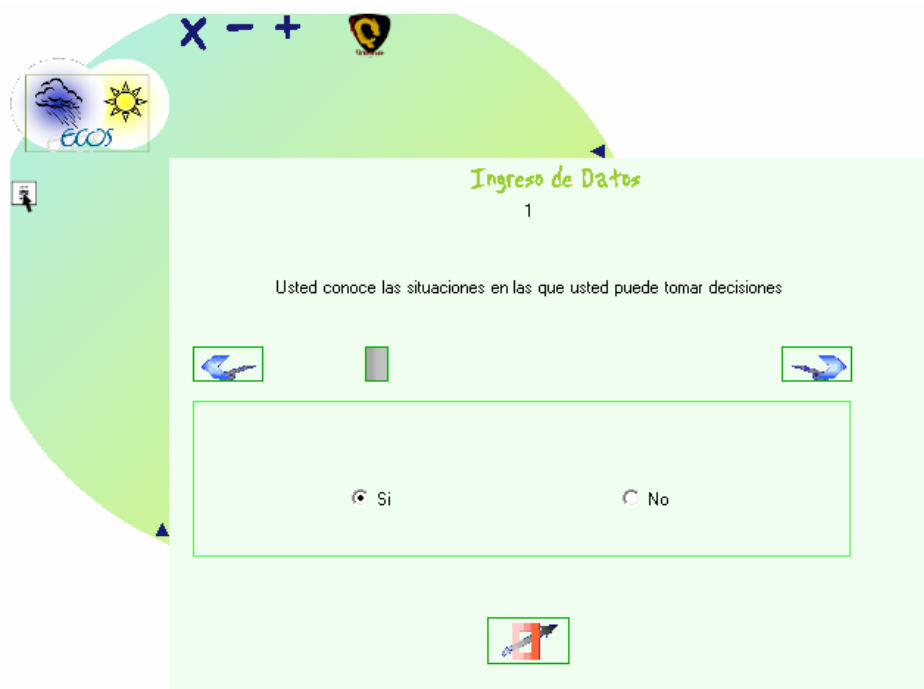 ECOS
Ingreso de Datos
1
Usted conoce las situaciones en las que usted puede tomar decisiones
Si
No